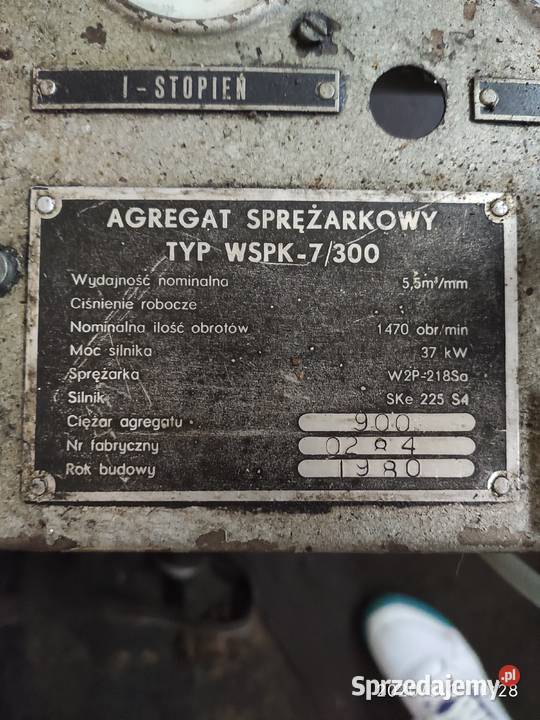 I - STOPIEŃ
AGREGAT SPRĘŻARKOWY
TYP WSPK-7/300
Wydajność nominalna 5,5m³/mm
Ciśnienie robocze
Nominalna ilość obrotów 1470 obr/min
Moc silnika 37 kW
Sprężarka W2P-218Sa
Silnik SKe 225 S4
Ciężar agregatu 900
Nr fabryczny 0284
Rok budowy 1980
Sprzedajemy.pl